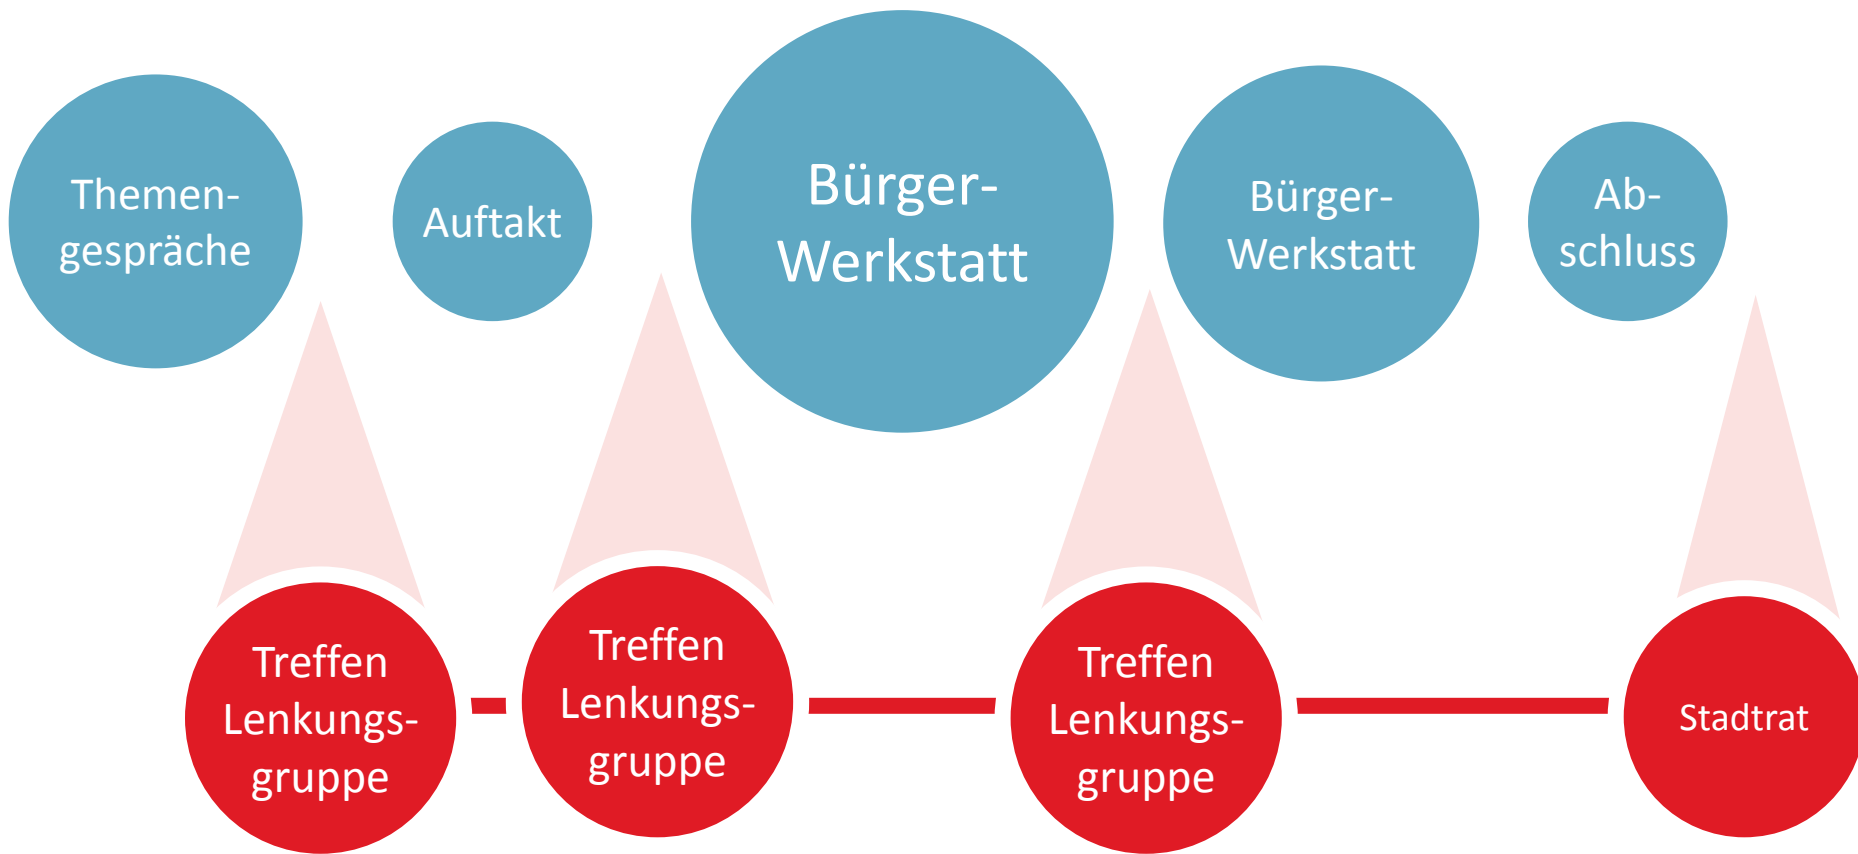 Themen-
gespräche
Auftakt
Bürger-
Werkstatt
Bürger-
Werkstatt
Ab-
schluss
Treffen
Lenkungs-
gruppe
Treffen
Lenkungs-
gruppe
Treffen
Lenkungs-
gruppe
Stadtrat